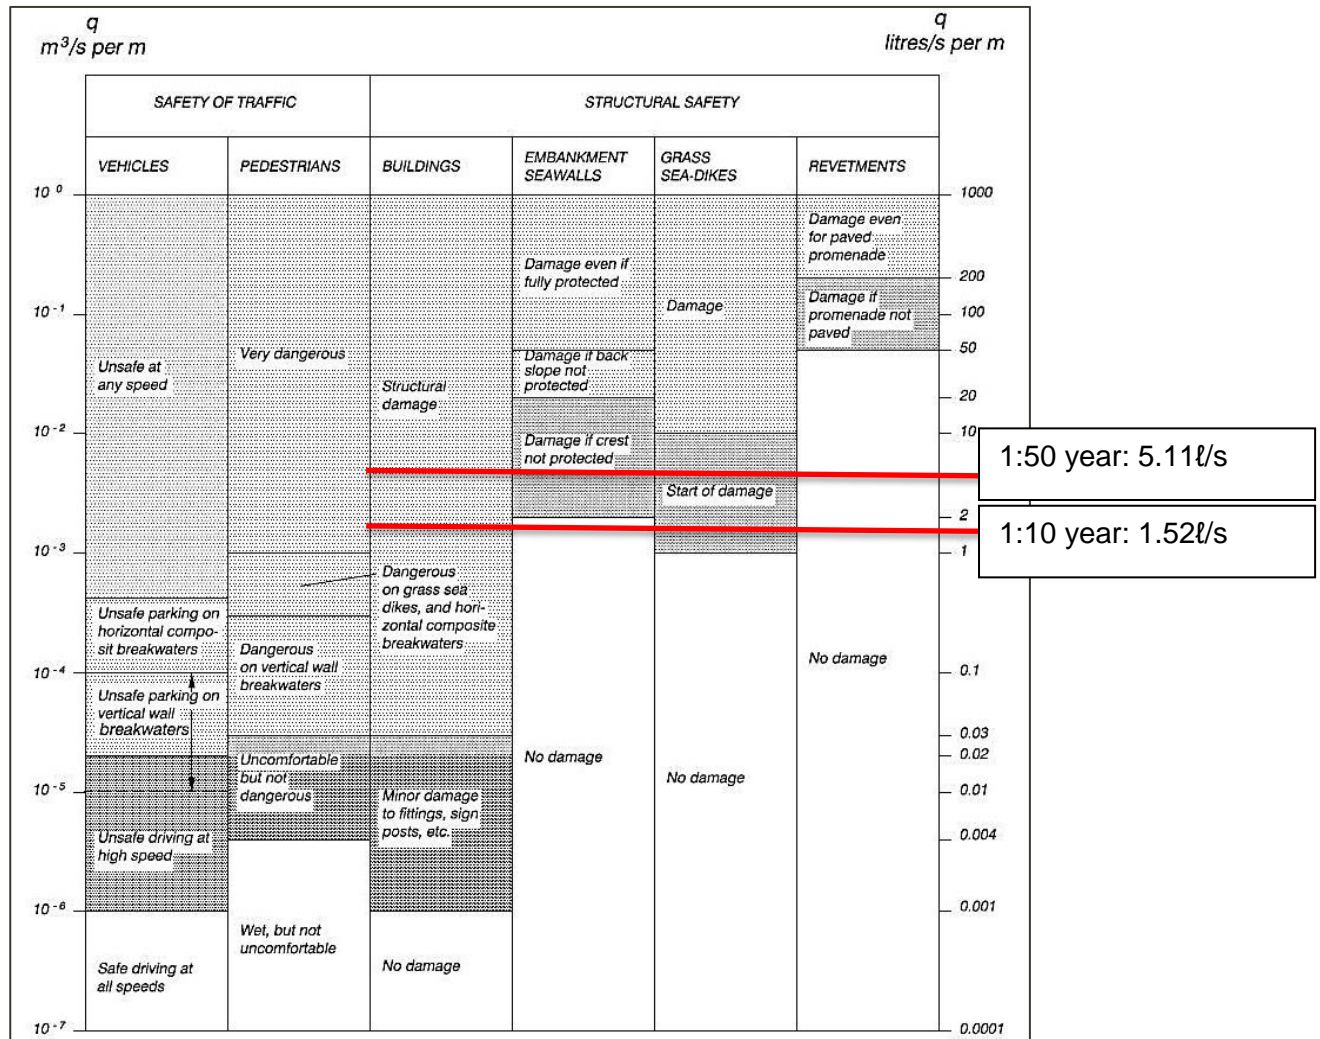 q
m³/s per m
q
litres/s per m
SAFETY OF TRAFFIC
STRUCTURAL SAFETY
VEHICLES
PEDESTRIANS
BUILDINGS
EMBANKMENT
SEAWALLS
GRASS
SEA-DIKES
REVETMENTS
10⁰
10⁻¹
10⁻²
10⁻³
10⁻⁴
10⁻⁵
10⁻⁶
10⁻⁷
Unsafe at
any speed
Unsafe parking on
horizontal compo-
sit breakwaters
Unsafe parking on
vertical wall
breakwaters
Unsafe driving at
high speed
Safe driving at
all speeds
Very dangerous
Dangerous
on grass sea
dikes, and hori-
zontal composite
breakwaters
Dangerous
on vertical wall
breakwaters
Uncomfortable
but not
dangerous
Wet, but not
uncomfortable
Structural
damage
Minor damage
to fittings, sign
posts, etc.
No damage
Damage even if
fully protected
Damage if back
slope not
protected
Damage if crest
not protected
No damage
Damage
Start of damage
No damage
Damage even
for paved
promenade
Damage if
promenade not
paved
No damage
1000
200
100
50
20
10
2
1
0.1
0.03
0.02
0.01
0.004
0.001
0.0001
1:50 year: 5.11ℓ/s
1:10 year: 1.52ℓ/s